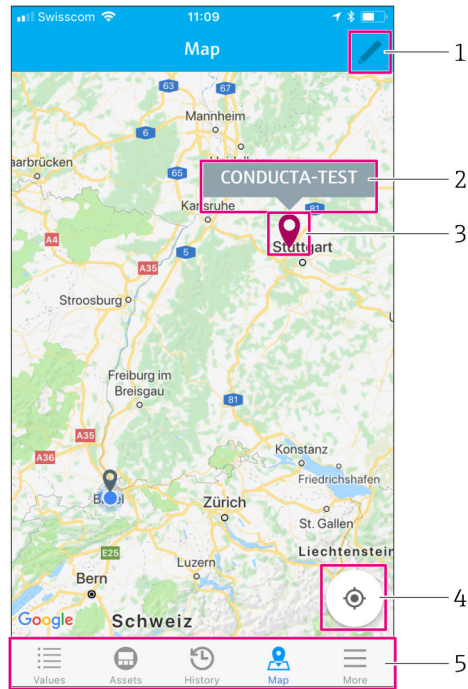 Swisscom 11:09
Map
1
63 67
Mannheim
6
aarbrücken
65
CONDUCTA-TEST
2
Karlsruhe
81
A4
3
5
Stuttgart
A35
Stroosburg
Freiburg im
Breisgau
81
A35
A36
Konstanz
Friedrichshafen
Zürich
St. Gallen
E25
Liechtenstein
Luzern
Bern
4
Google
Schweiz
Values Assets History Map More
5